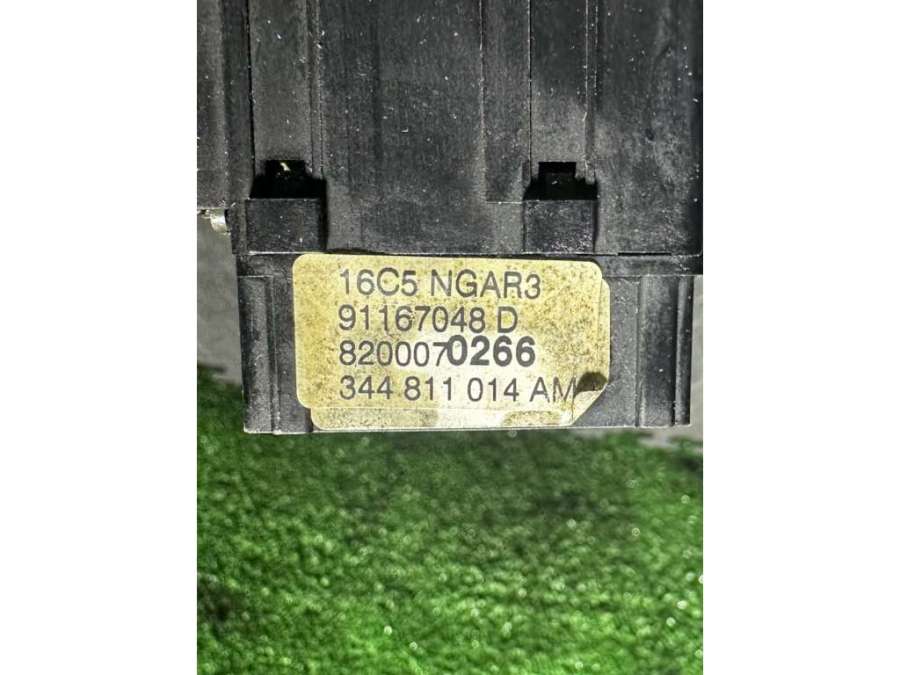 16C5 NGAR3
91167048 D
8200070266
344 811 014 AM